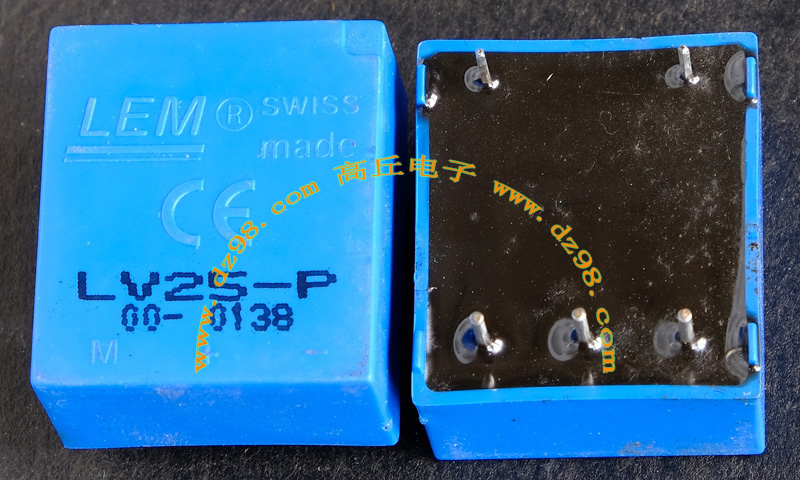 LEM® SWISS
made
CE
LV25-P
00- 0138
M + -
www.dz98.com 高丘电子 www.dz98.com